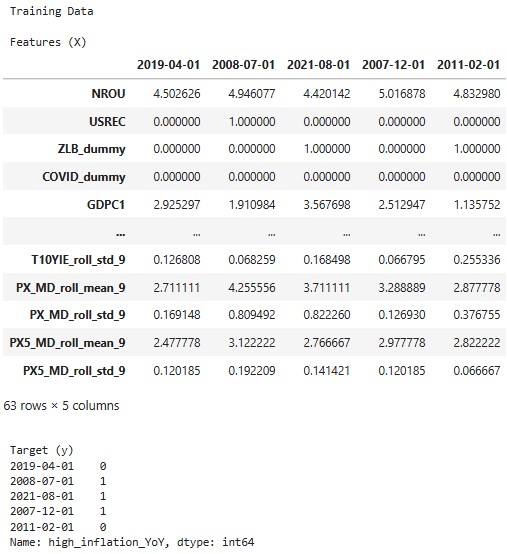 Training Data
Features (X)
2019-04-01 2008-07-01 2021-08-01 2007-12-01 2011-02-01
NROU 4.502626 4.946077 4.420142 5.016878 4.832980
USREC 0.000000 1.000000 0.000000 0.000000 0.000000
ZLB_dummy 0.000000 0.000000 1.000000 0.000000 1.000000
COVID_dummy 0.000000 0.000000 0.000000 0.000000 0.000000
GDPC1 2.925297 1.910984 3.567698 2.512947 1.135752
... ... ... ... ... ...
T10YIE_roll_std_9 0.126808 0.068259 0.168498 0.066795 0.255336
PX_MD_roll_mean_9 2.711111 4.255556 3.711111 3.288889 2.877778
PX_MD_roll_std_9 0.169148 0.809492 0.822260 0.126930 0.376755
PX5_MD_roll_mean_9 2.477778 3.122222 2.766667 2.977778 2.822222
PX5_MD_roll_std_9 0.120185 0.192209 0.141421 0.120185 0.066667
63 rows × 5 columns
Target (y)
2019-04-01 0
2008-07-01 1
2021-08-01 1
2007-12-01 1
2011-02-01 0
Name: high_inflation_YoY, dtype: int64